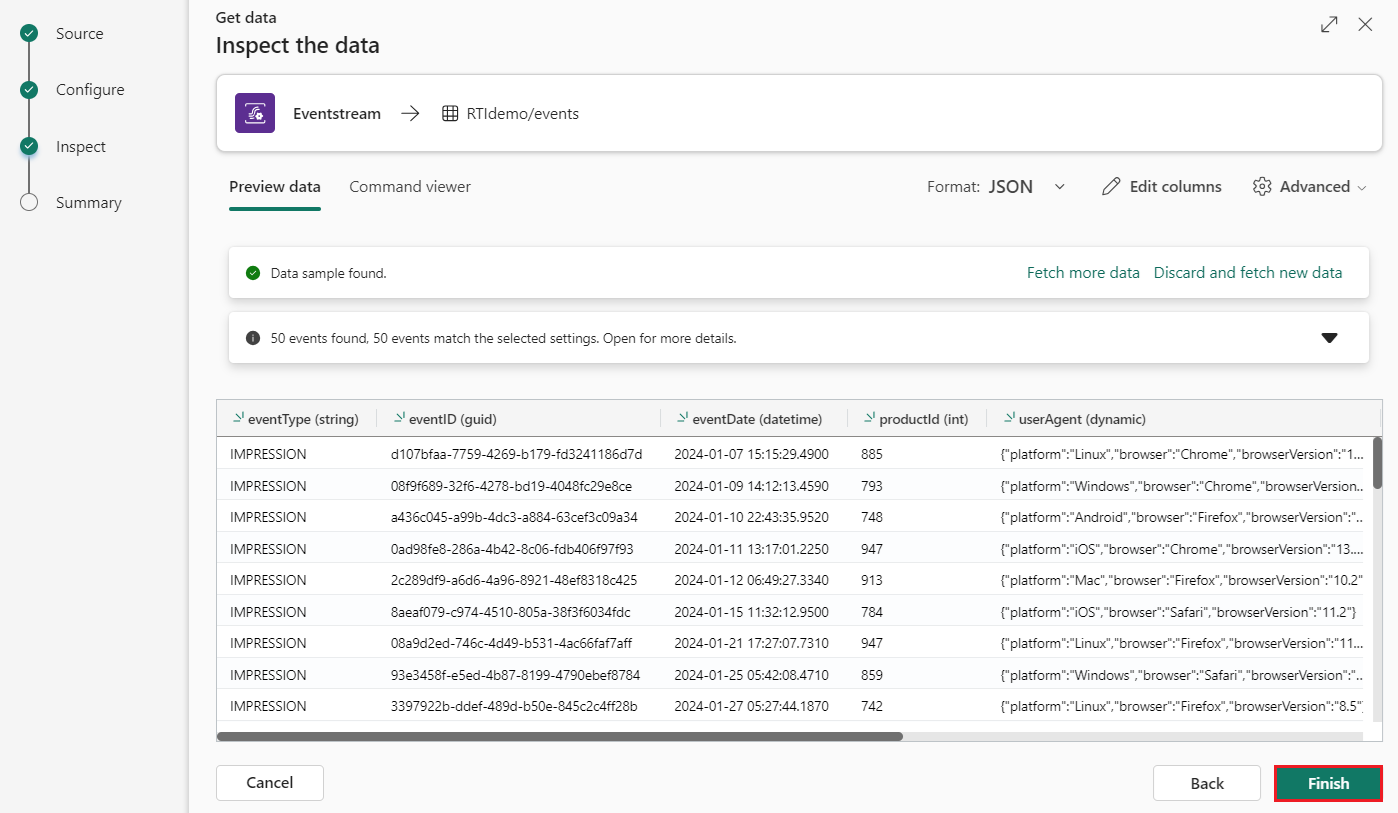 Source
Configure
Inspect
Summary
Get data
Inspect the data
Eventstream RTIdemo/events
Preview data Command viewer Format: JSON Edit columns Advanced
Data sample found. Fetch more data Discard and fetch new data
50 events found, 50 events match the selected settings. Open for more details.
eventType (string) eventID (guid) eventDate (datetime) productId (int) userAgent (dynamic)
IMPRESSION d107bfaa-7759-4269-b179-fd3241186d7d 2024-01-07 15:15:29.4900 885 {"platform":"Linux","browser":"Chrome","browserVersion":"1...
IMPRESSION 08f9f689-32f6-4278-bd19-4048fc29e8ce 2024-01-09 14:12:13.4590 793 {"platform":"Windows","browser":"Chrome","browserVersion...
IMPRESSION a436c045-a99b-4dc3-a884-63cef3c09a34 2024-01-10 22:43:35.9520 748 {"platform":"Android","browser":"Firefox","browserVersion":"...
IMPRESSION 0ad98fe8-286a-4b42-8c06-fdb406f97f93 2024-01-11 13:17:01.2250 947 {"platform":"iOS","browser":"Chrome","browserVersion":"13....
IMPRESSION 2c289df9-a6d6-4a96-8921-48ef8318c425 2024-01-12 06:49:27.3340 913 {"platform":"Mac","browser":"Firefox","browserVersion":"10.2"
IMPRESSION 8aeaf079-c974-4510-805a-38f3f6034fdc 2024-01-15 11:32:12.9500 784 {"platform":"iOS","browser":"Safari","browserVersion":"11.2"}
IMPRESSION 08a9d2ed-746c-4d49-b531-4ac66faf7aff 2024-01-21 17:27:07.7310 947 {"platform":"Linux","browser":"Firefox","browserVersion":"11...
IMPRESSION 93e3458f-e5ed-4b87-8199-4790ebef8784 2024-01-25 05:42:08.4710 859 {"platform":"Windows","browser":"Safari","browserVersion":"...
IMPRESSION 3397922b-ddef-489d-b50e-845c2c4ff28b 2024-01-27 05:27:44.1870 742 {"platform":"Linux","browser":"Firefox","browserVersion":"8.5"}
Cancel Back Finish